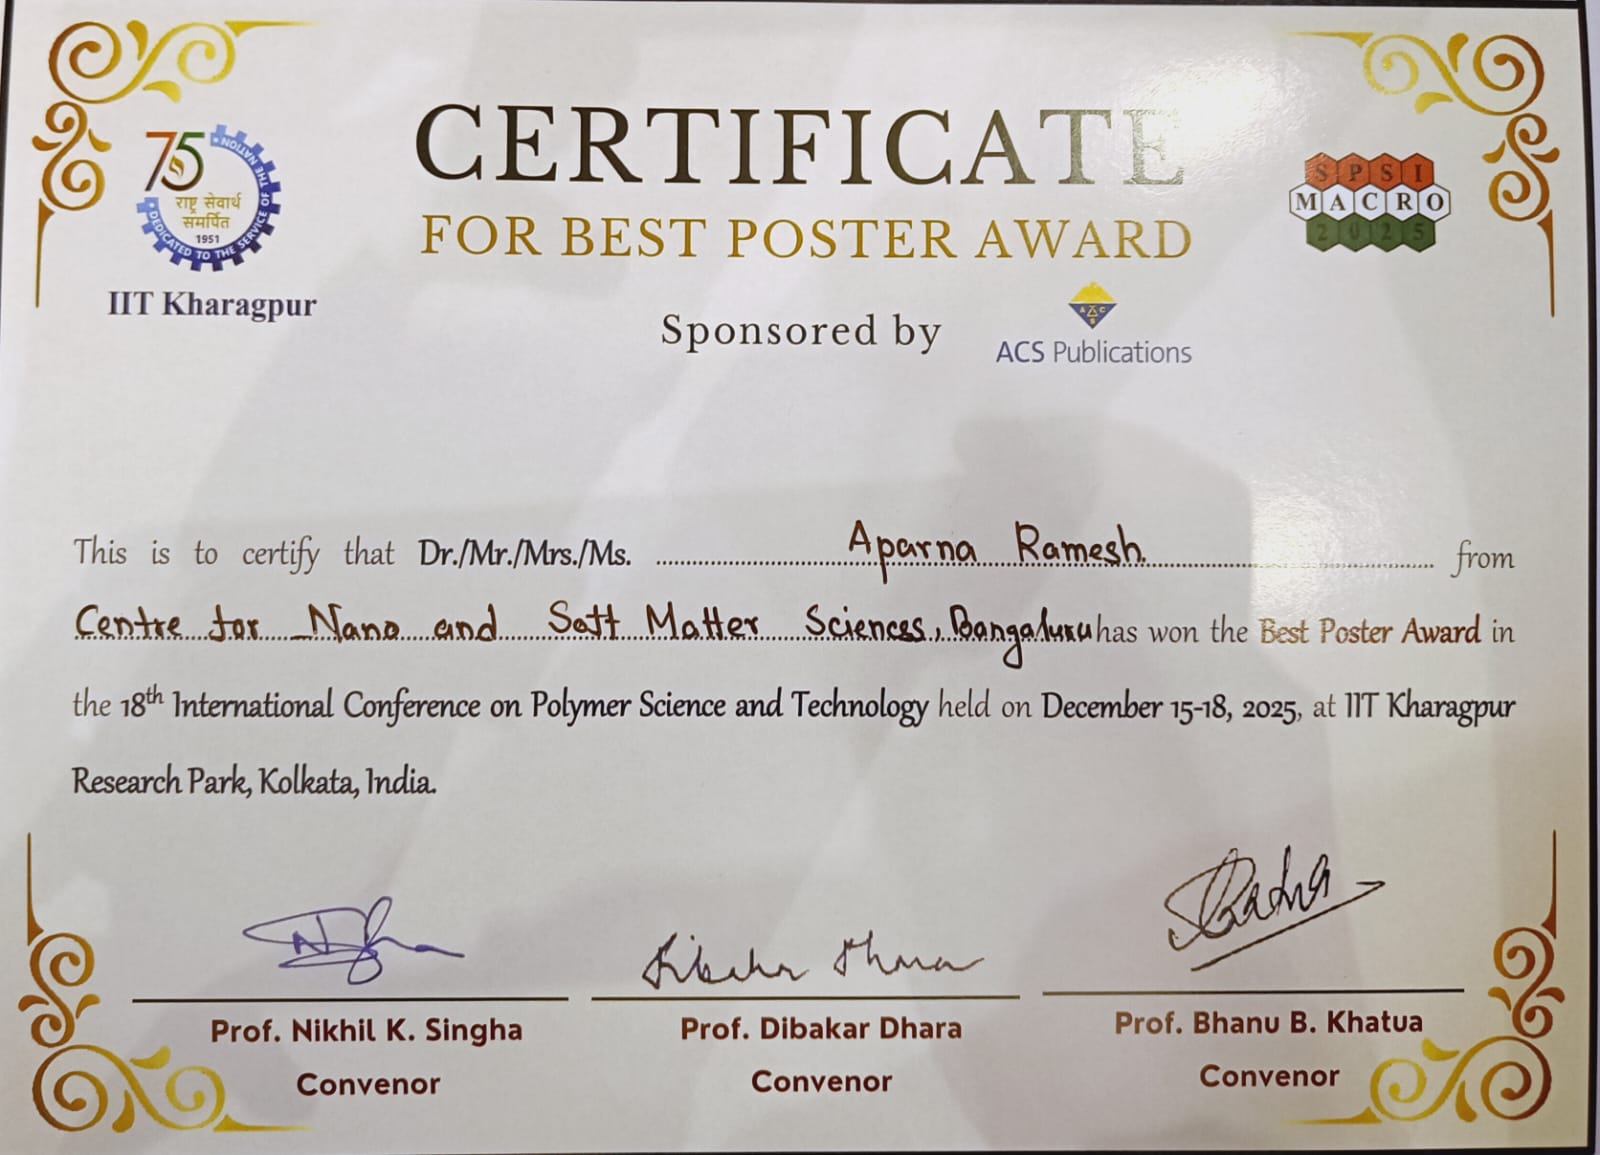 CERTIFICATE
FOR BEST POSTER AWARD
75
राष्ट्र सेवार्थ
समर्पित
1951
DEDICATED TO THE SERVICE OF THE NATION
IIT Kharagpur
SPSI
MACRO
2025
Sponsored by
ACS
ACS Publications
This is to certify that Dr./Mr./Mrs./Ms. Aparna Ramesh from
Centre for Nano and Soft Matter Sciences, Bangaluru has won the Best Poster Award in
the 18th International Conference on Polymer Science and Technology held on December 15-18, 2025, at IIT Kharagpur
Research Park, Kolkata, India.
Dibakar Dhara
Prof. Nikhil K. Singha
Convenor
Prof. Dibakar Dhara
Convenor
Prof. Bhanu B. Khatua
Convenor